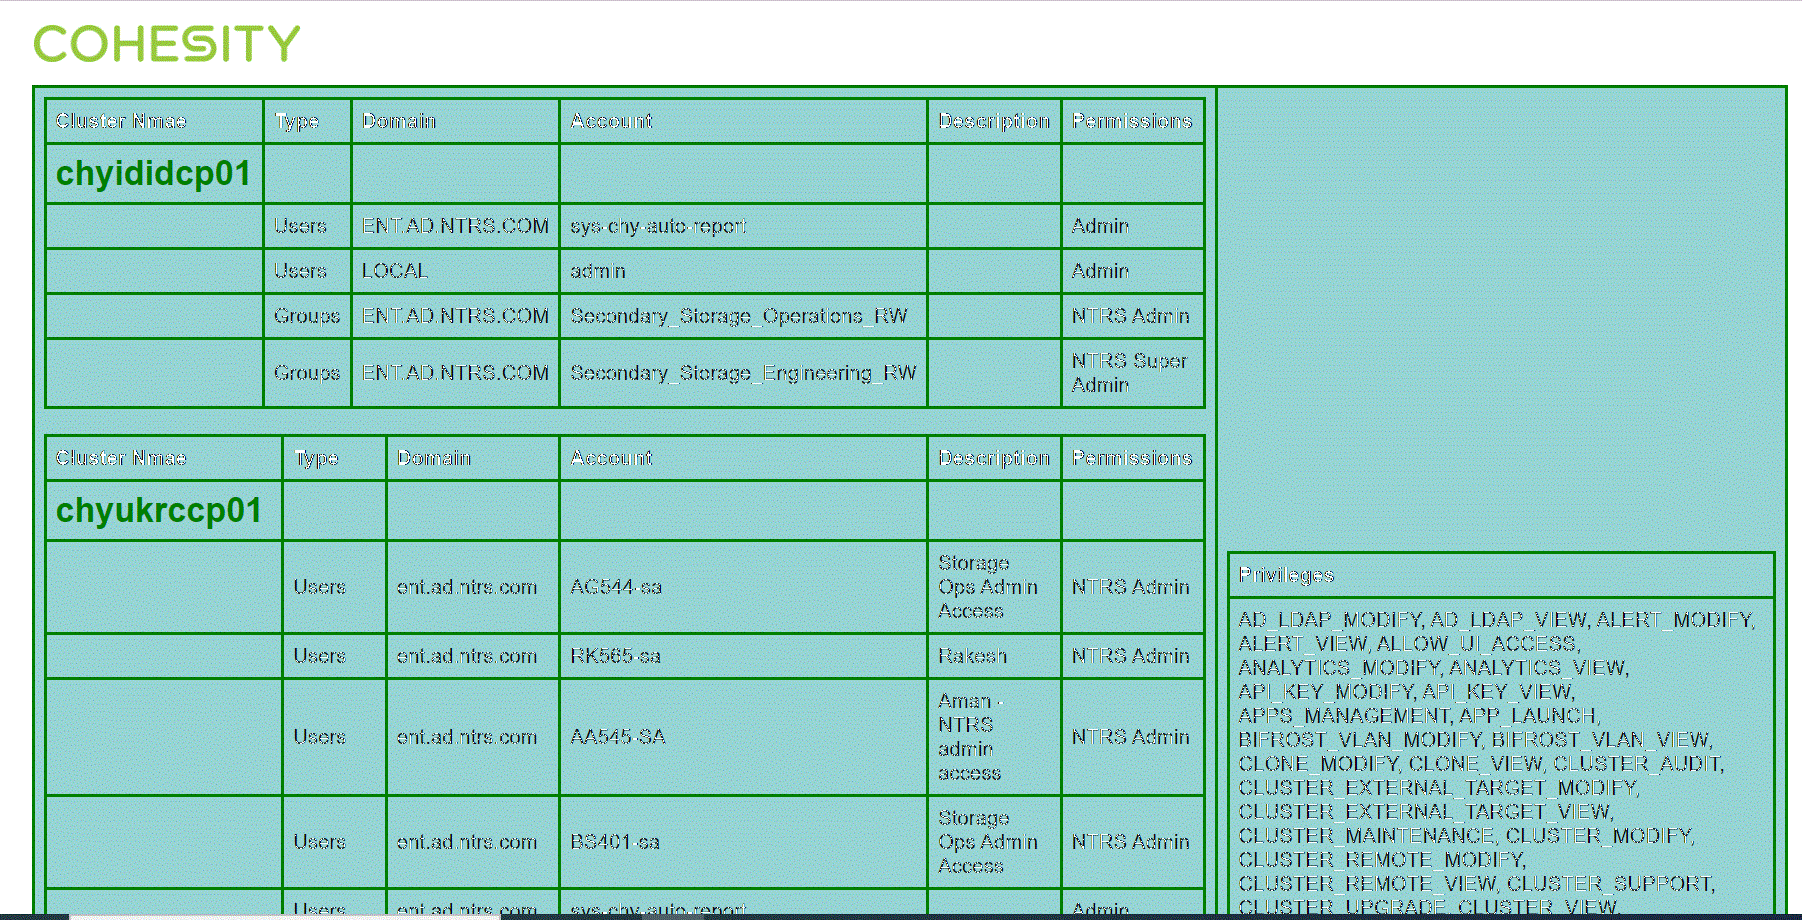 COHESITY
Cluster Nmae Type Domain Account Description Permissions
chyididcp01
Users ENT.AD.NTRS.COM sys-chy-auto-report Admin
Users LOCAL admin Admin
Groups ENT.AD.NTRS.COM Secondary_Storage_Operations_RW NTRS Admin
Groups ENT.AD.NTRS.COM Secondary_Storage_Engineering_RW NTRS Super
Admin
Cluster Nmae Type Domain Account Description Permissions
chyukrccp01
Users ent.ad.ntrs.com AG544-sa Storage
Ops Admin
Access NTRS Admin
Users ent.ad.ntrs.com RK565-sa Rakesh NTRS Admin
Users ent.ad.ntrs.com AA545-SA Aman -
NTRS
admin
access NTRS Admin
Users ent.ad.ntrs.com BS401-sa Storage
Ops Admin
Access NTRS Admin
Users ent.ad.ntrs.com sys-chy-auto-report Admin
Privileges
AD_LDAP_MODIFY, AD_LDAP_VIEW, ALERT_MODIFY,
ALERT_VIEW, ALLOW_UI_ACCESS,
ANALYTICS_MODIFY, ANALYTICS_VIEW,
API_KEY_MODIFY, API_KEY_VIEW,
APPS_MANAGEMENT, APP_LAUNCH,
BIFROST_VLAN_MODIFY, BIFROST_VLAN_VIEW,
CLONE_MODIFY, CLONE_VIEW, CLUSTER_AUDIT,
CLUSTER_EXTERNAL_TARGET_MODIFY,
CLUSTER_EXTERNAL_TARGET_VIEW,
CLUSTER_MAINTENANCE, CLUSTER_MODIFY,
CLUSTER_REMOTE_MODIFY,
CLUSTER_REMOTE_VIEW, CLUSTER_SUPPORT,
CLUSTER_UPGRADE, CLUSTER_VIEW,